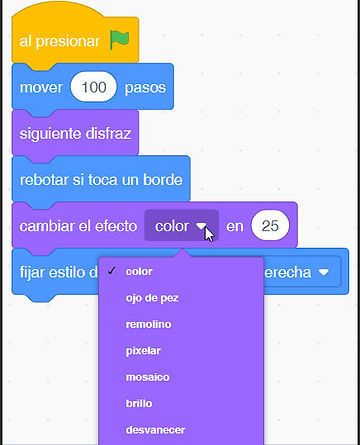 al presionar
mover 100 pasos
siguiente disfraz
rebotar si toca un borde
cambiar el efecto color en 25
fijar estilo d erecha
color
ojo de pez
remolino
pixelar
mosaico
brillo
desvanecer